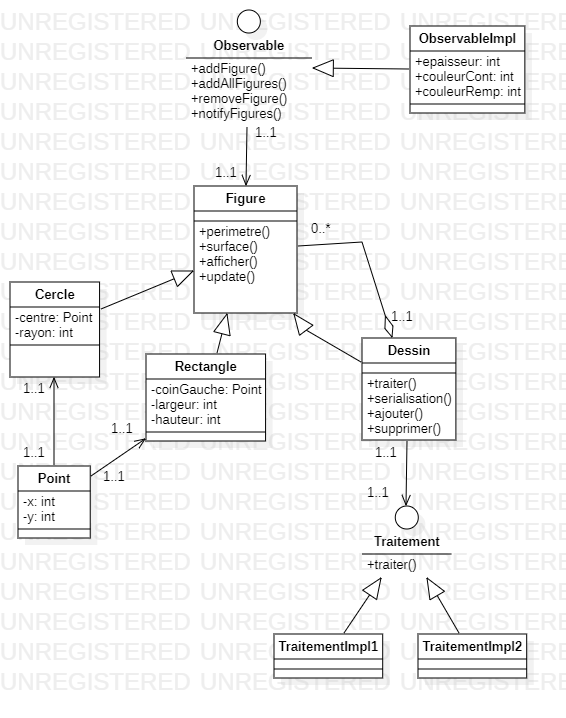 Observable
+addFigure()
+addAllFigures()
+removeFigure()
+notifyFigures()
ObservableImpl
+epaisseur: int
+couleurCont: int
+couleurRemp: int
1..1
1..1
Figure
+perimetre()
+surface()
+afficher()
+update()
0..*
1..1
Cercle
-centre: Point
-rayon: int
1..1
1..1
Rectangle
-coinGauche: Point
-largeur: int
-hauteur: int
1..1
1..1
Dessin
+traiter()
+serialisation()
+ajouter()
+supprimer()
1..1
1..1
Point
-x: int
-y: int
Traitement
+traiter()
TraitementImpl1
TraitementImpl2
UNREGISTERED